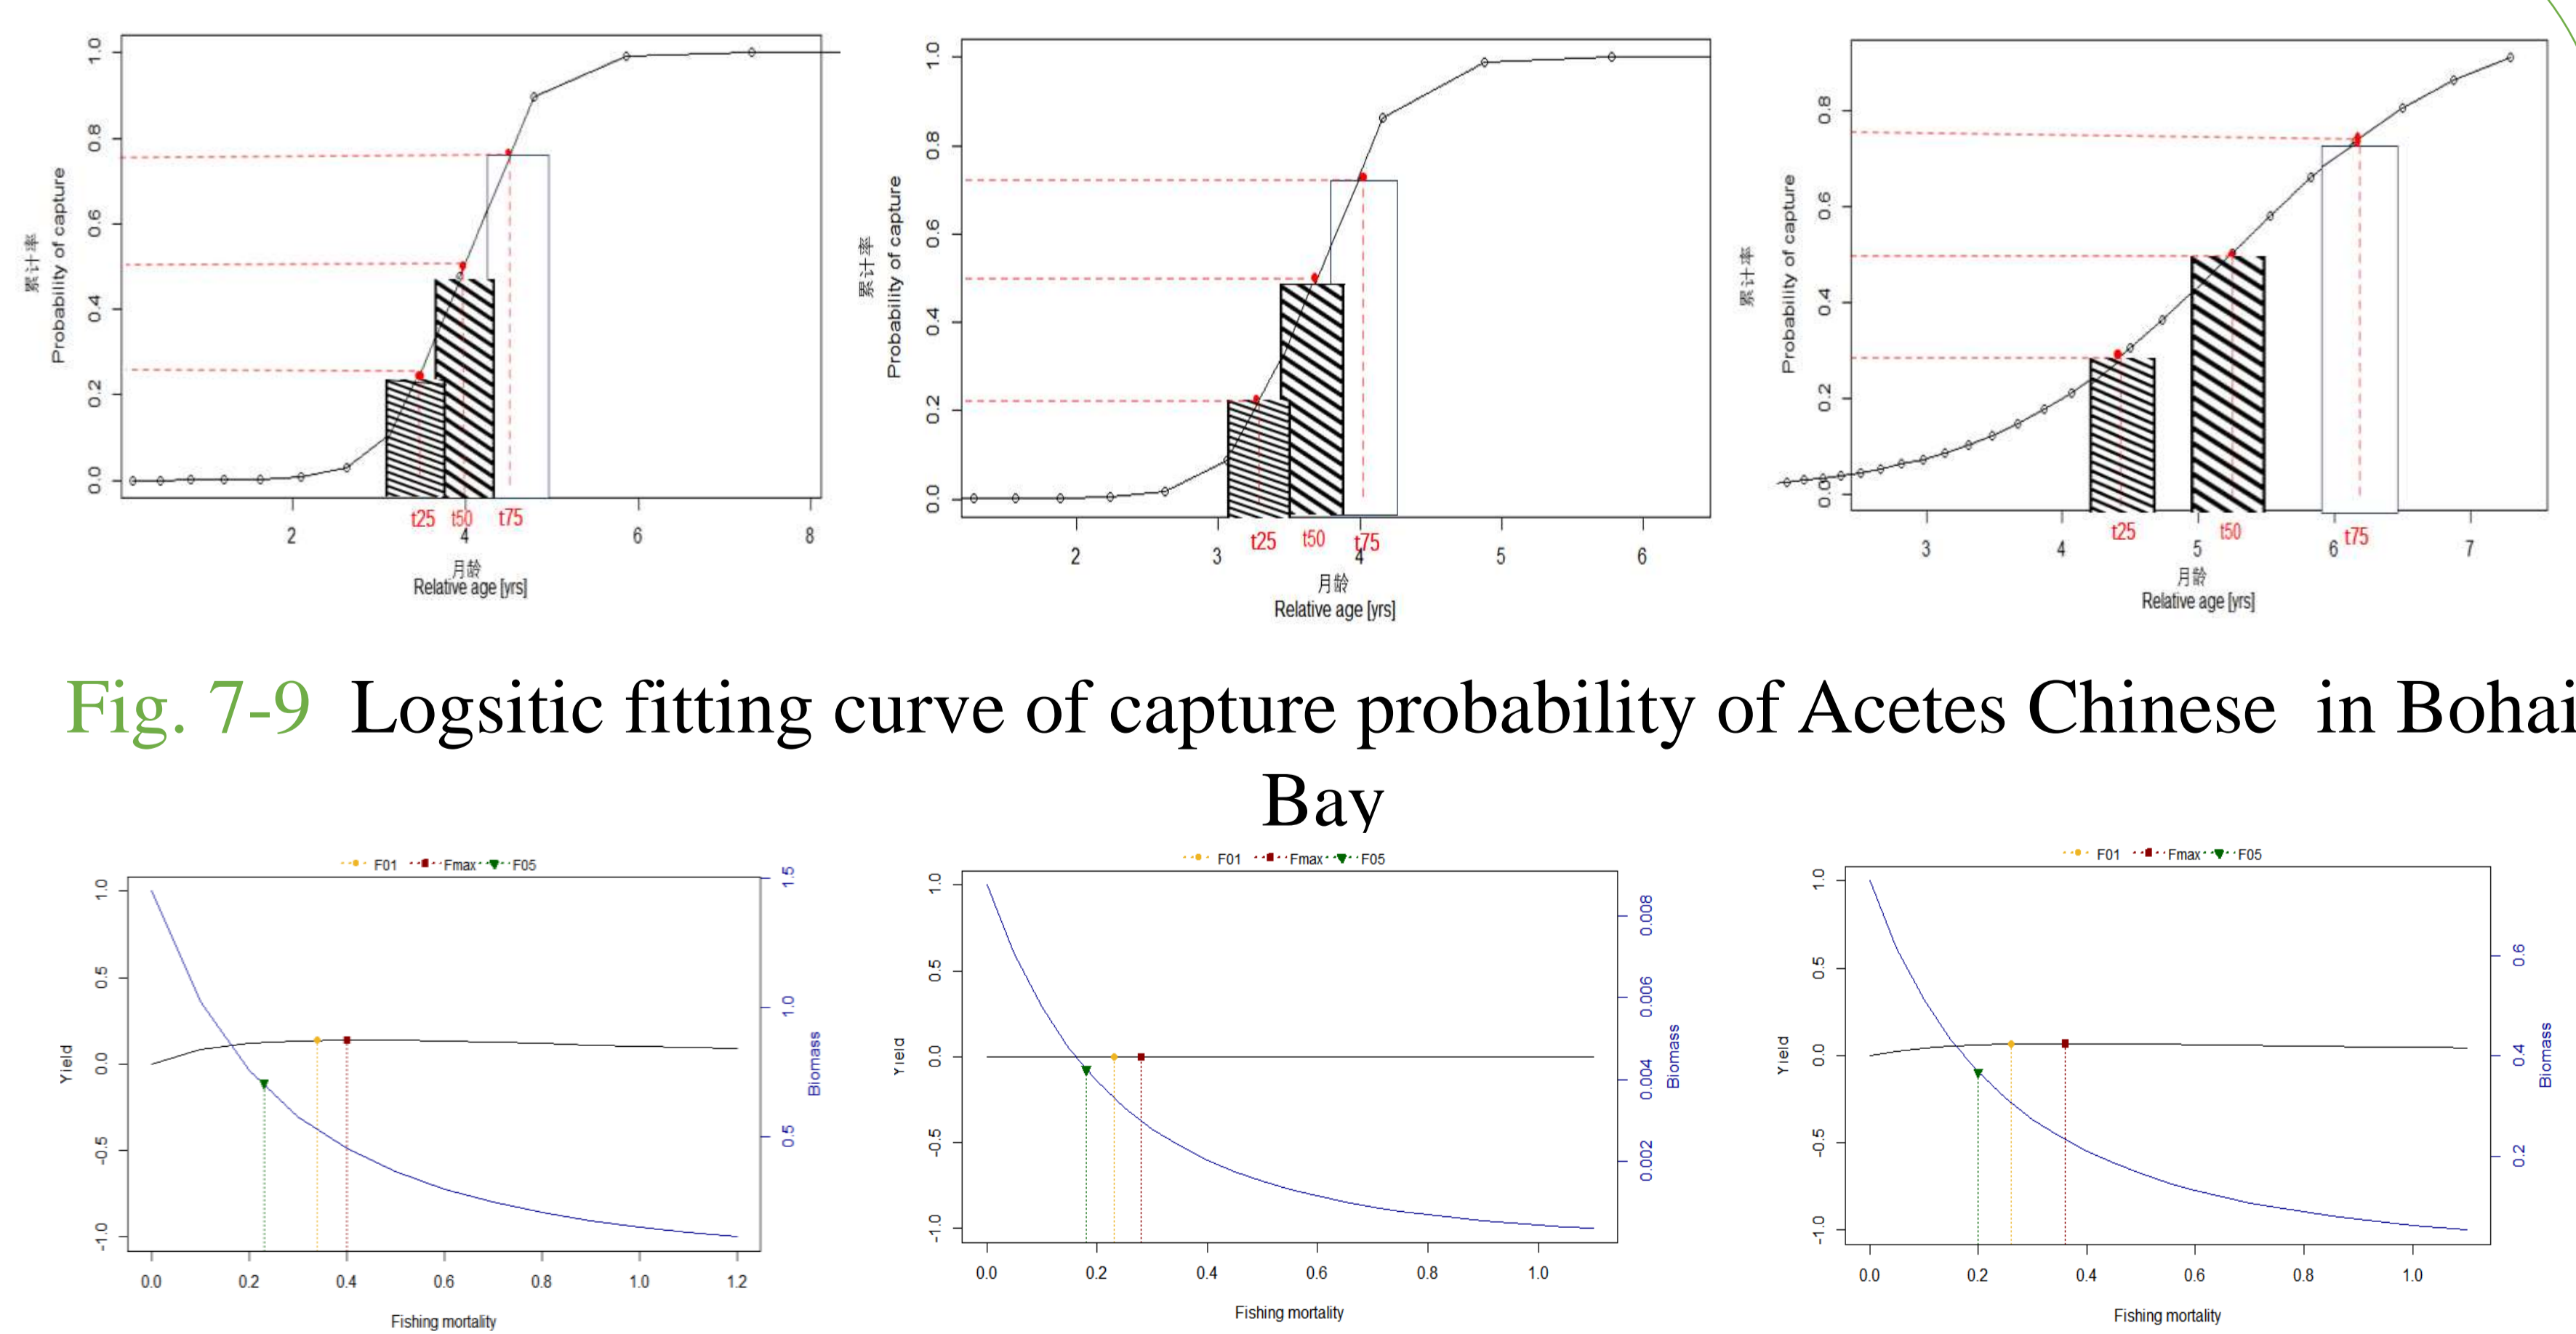 1.0
0.8
0.6
0.4
0.2
0.0
累计率
Probability of capture
t25 t50 t75
2 4 6 8
月龄
Relative age [yrs]
1.0
0.8
0.6
0.4
0.2
0.0
累计率
Probability of capture
t25 t50 t75
2 3 4 5 6
月龄
Relative age [yrs]
0.8
0.6
0.4
0.2
0.0
累计率
Probability of capture
t25 t50 t75
3 4 5 6 7
月龄
Relative age [yrs]
Fig. 7-9 Logsitic fitting curve of capture probability of Acetes Chinese in Bohai
Bay
F01 Fmax F05
1.0
0.5
0.0
-0.5
-1.0
Yield
1.5
1.0
0.5
Biomass
0.0 0.2 0.4 0.6 0.8 1.0 1.2
Fishing mortality
F01 Fmax F05
1.0
0.5
0.0
-0.5
-1.0
Yield
0.008
0.006
0.004
0.002
Biomass
0.0 0.2 0.4 0.6 0.8 1.0
Fishing mortality
F01 Fmax F05
1.0
0.5
0.0
-0.5
-1.0
Yield
0.6
0.4
0.2
Biomass
0.0 0.2 0.4 0.6 0.8 1.0
Fishing mortality